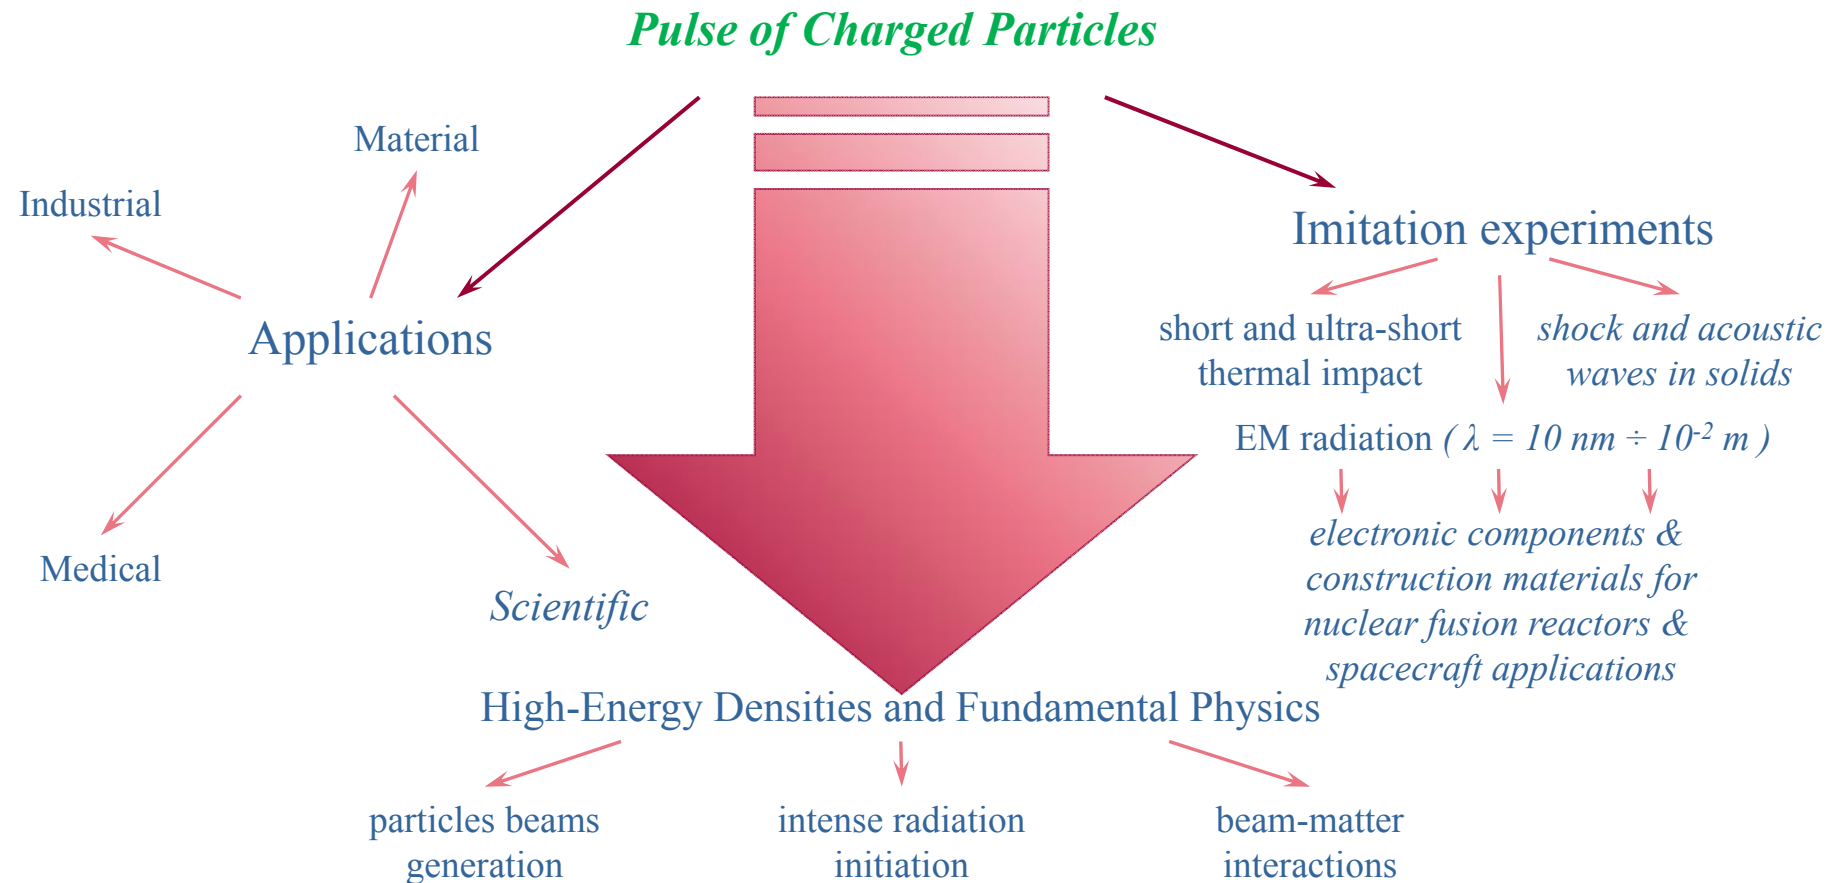 Pulse of Charged Particles
Material
Industrial
Applications
Medical
Scientific
Imitation experiments
short and ultra-short
thermal impact
shock and acoustic
waves in solids
EM radiation ( λ = 10 nm ÷ 10⁻² m )
electronic components &
construction materials for
nuclear fusion reactors &
spacecraft applications
High-Energy Densities and Fundamental Physics
particles beams
generation
intense radiation
initiation
beam-matter
interactions